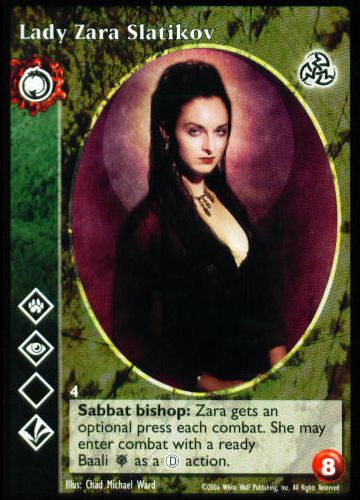 Lady Zara Slatikov
4
Sabbat bishop: Zara gets an
optional press each combat. She may
enter combat with a ready
Baali as a D action.
8
Illus: Chad Michael Ward
©2006 White Wolf Publishing, Inc. All Rights Reserved.